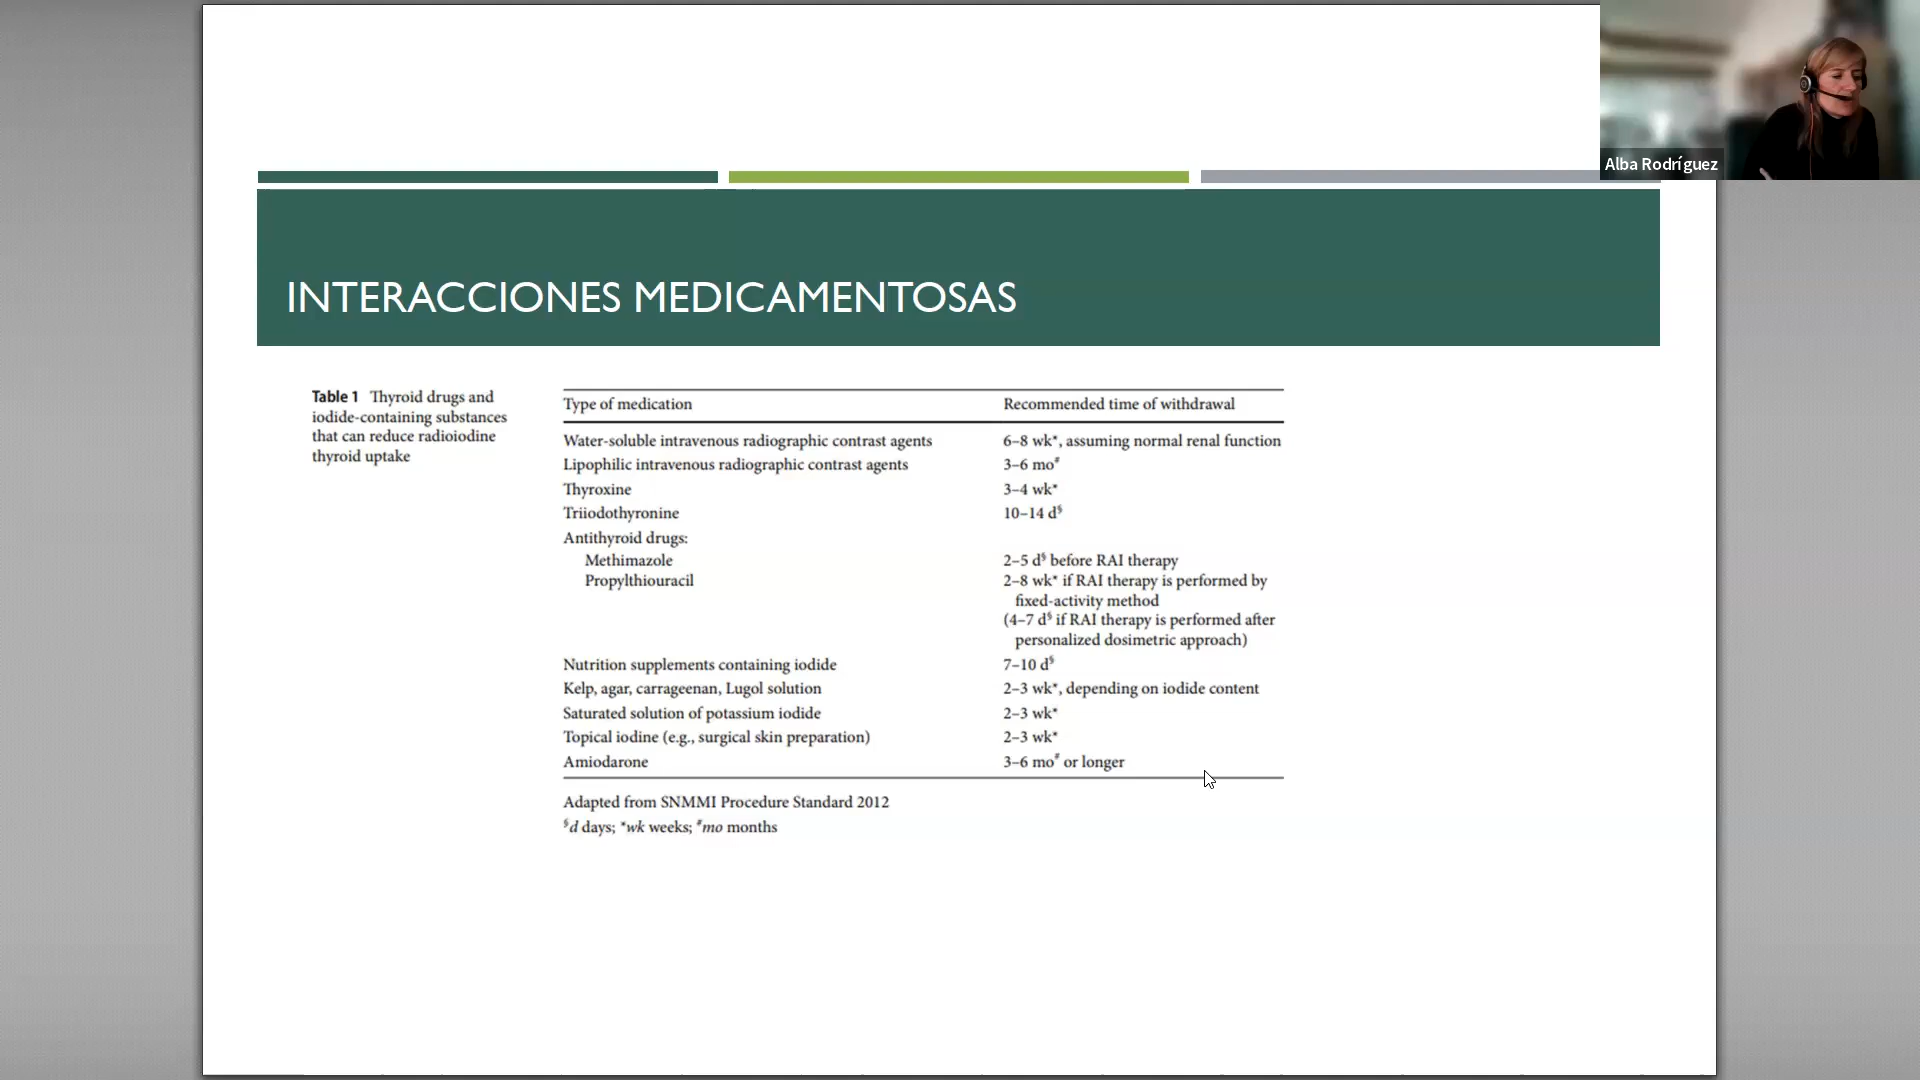 Alba Rodríguez
INTERACCIONES MEDICAMENTOSAS
Table 1 Thyroid drugs and
iodide-containing substances
that can reduce radioiodine
thyroid uptake
Type of medication Recommended time of withdrawal
Water-soluble intravenous radiographic contrast agents 6–8 wk*, assuming normal renal function
Lipophilic intravenous radiographic contrast agents 3–6 mo#
Thyroxine 3–4 wk*
Triiodothyronine 10–14 d§
Antithyroid drugs:
Methimazole 2–5 d§ before RAI therapy
Propylthiouracil 2–8 wk* if RAI therapy is performed by
fixed-activity method
(4–7 d§ if RAI therapy is performed after
personalized dosimetric approach)
Nutrition supplements containing iodide 7–10 d§
Kelp, agar, carrageenan, Lugol solution 2–3 wk*, depending on iodide content
Saturated solution of potassium iodide 2–3 wk*
Topical iodine (e.g., surgical skin preparation) 2–3 wk*
Amiodarone 3–6 mo# or longer
Adapted from SNMMI Procedure Standard 2012
§d days; *wk weeks; #mo months